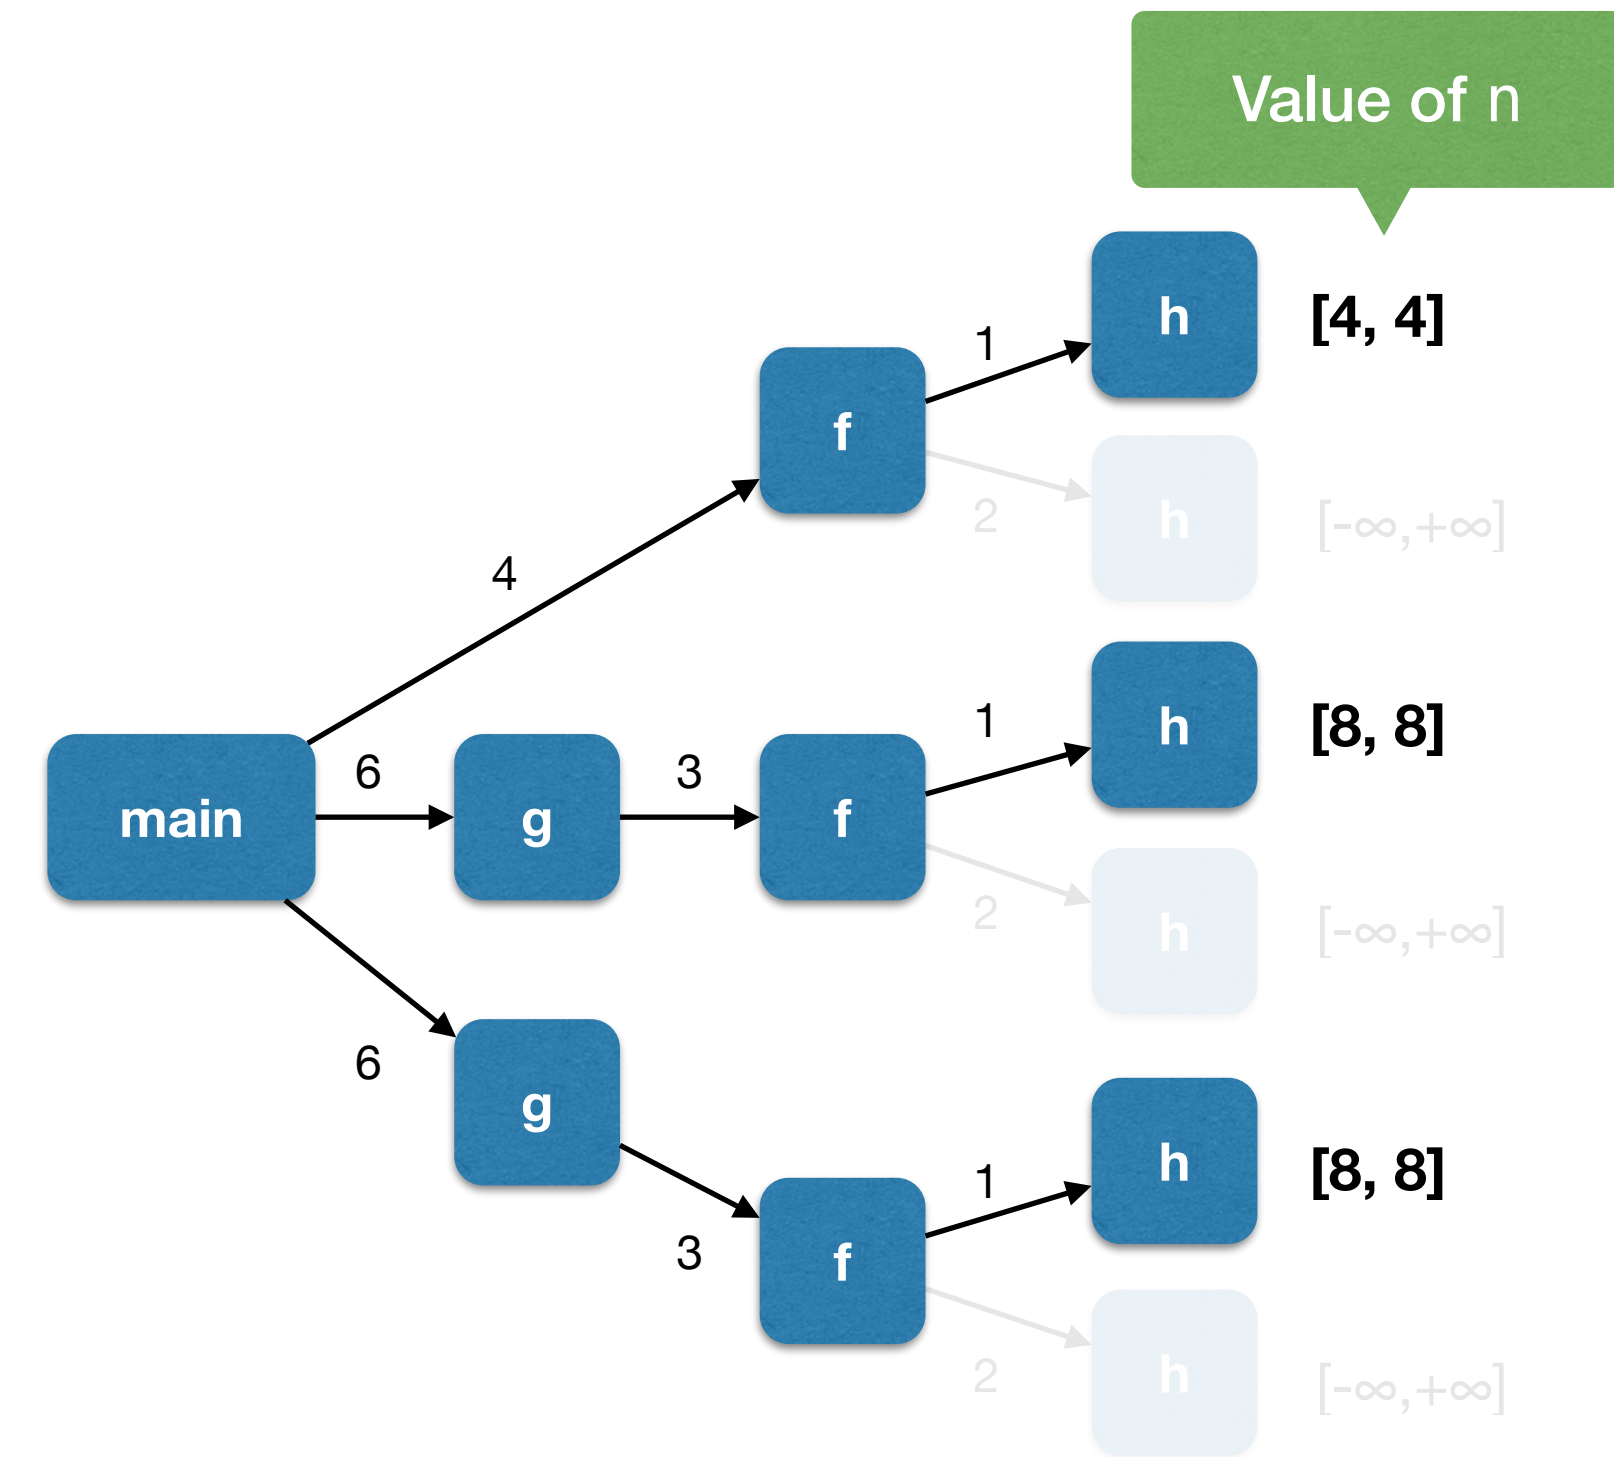 Value of n
h
[4, 4]
1
f
2
h
[-∞,+∞]
4
h
[8, 8]
1
main
6
g
3
f
2
h
[-∞,+∞]
6
g
3
f
1
h
[8, 8]
2
h
[-∞,+∞]